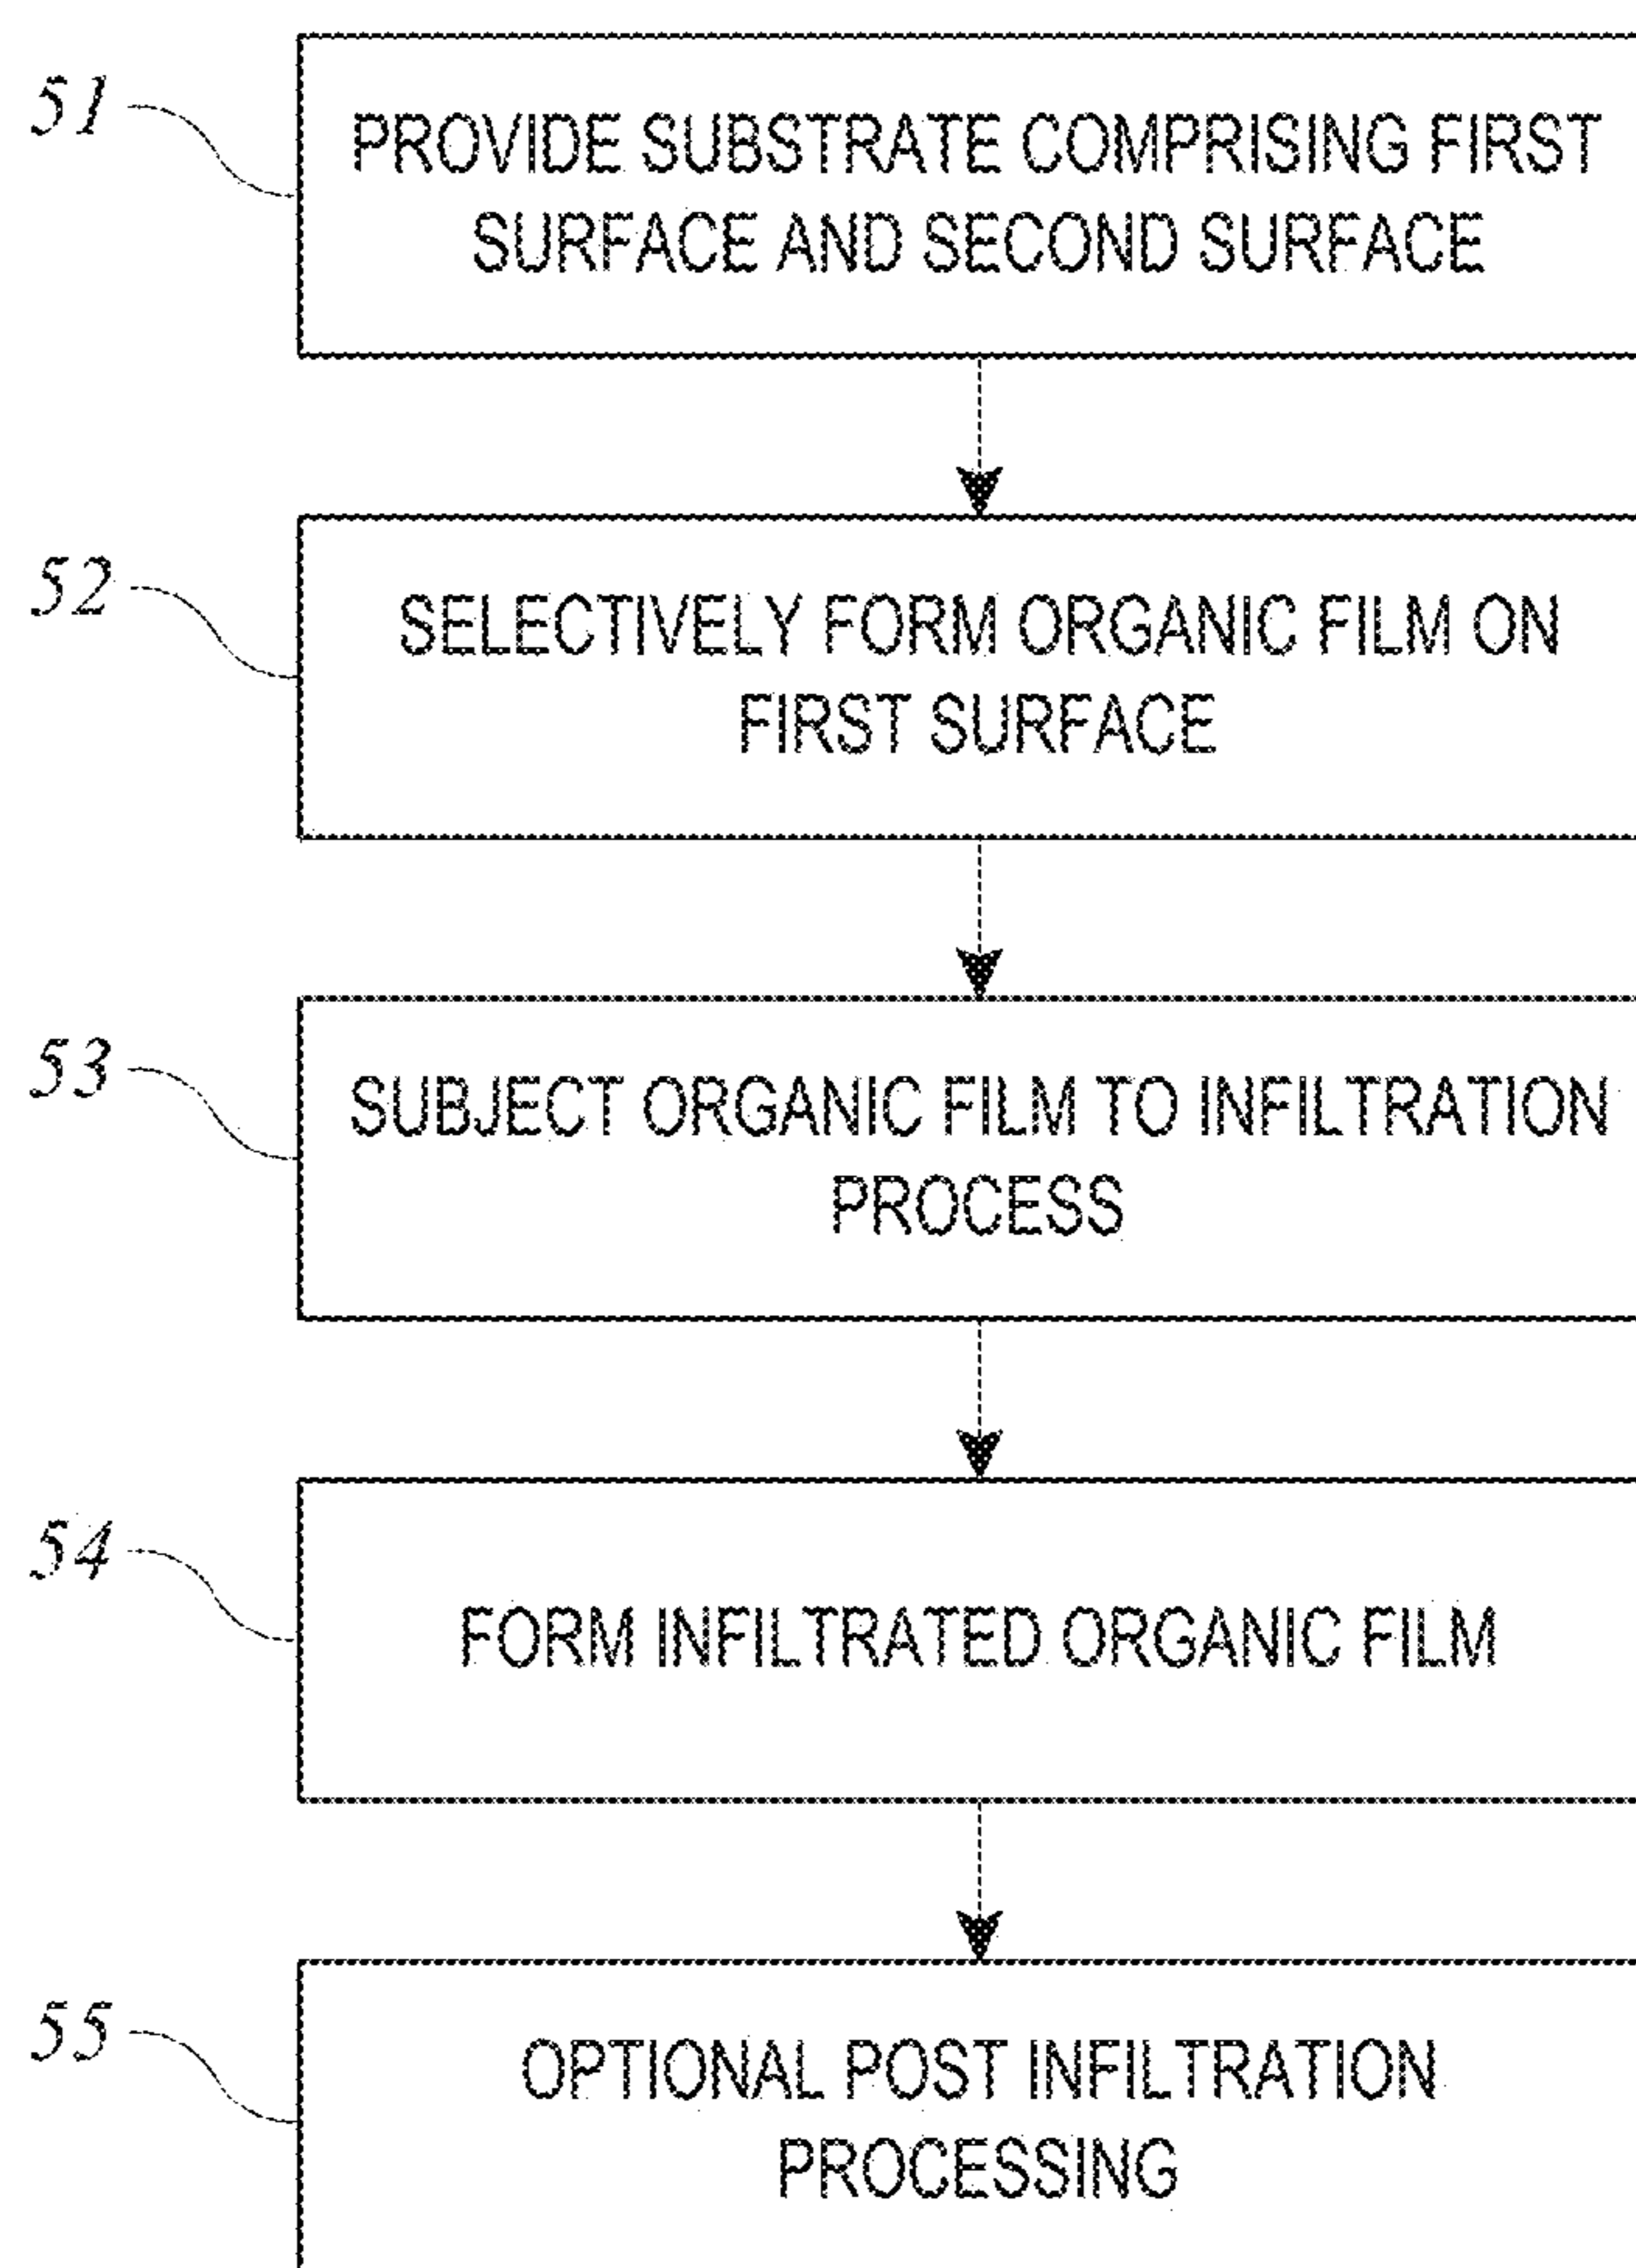 51
PROVIDE SUBSTRATE COMPRISING FIRST
SURFACE AND SECOND SURFACE
52
SELECTIVELY FORM ORGANIC FILM ON
FIRST SURFACE
53
SUBJECT ORGANIC FILM TO INFILTRATION
PROCESS
54
FORM INFILTRATED ORGANIC FILM
55
OPTIONAL POST INFILTRATION
PROCESSING